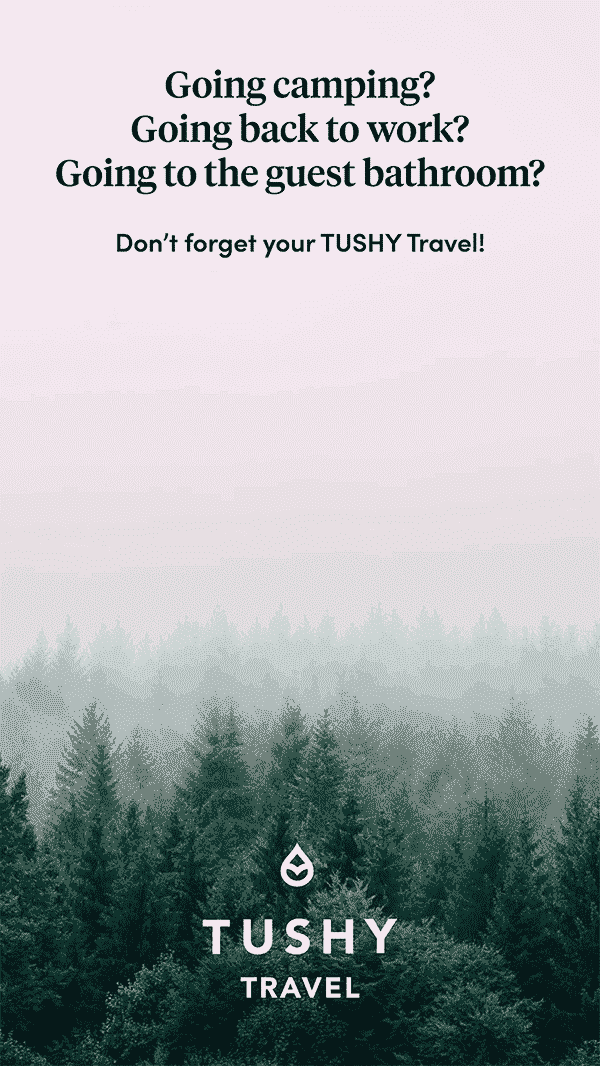 Going camping?
Going back to work?
Going to the guest bathroom?
Don't forget your TUSHY Travel!
TUSHY
TRAVEL